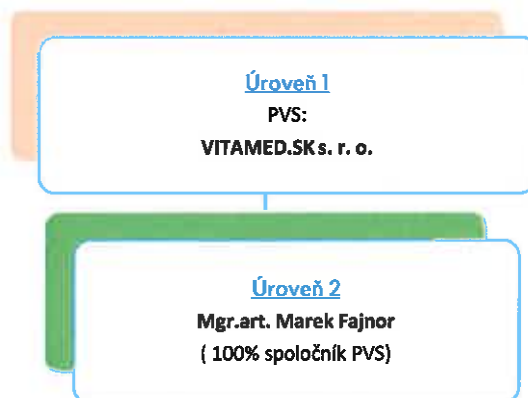 Úroveň 1
PVS:
VITAMED.SK s. r. o.
Úroveň 2
Mgr.art. Marek Fajnor
( 100% spoločník PVS)